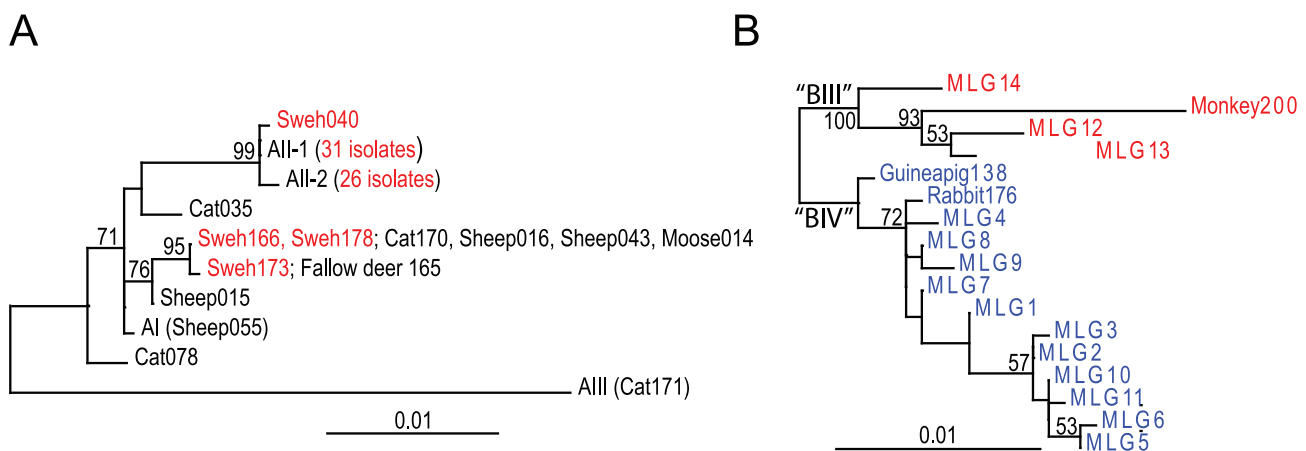 A
Sweh040
99
AII-1 (31 isolates)
AII-2 (26 isolates)
Cat035
71
95
Sweh166, Sweh178; Cat170, Sheep016, Sheep043, Moose014
76
Sweh173; Fallow deer 165
Sheep015
AI (Sheep055)
Cat078
AIII (Cat171)
0.01
B
"BIII"
MLG14
100
93
Monkey200
53
MLG12
MLG13
Guineapig138
"BIV"
Rabbit176
72
MLG4
MLG8
MLG9
MLG7
MLG1
MLG3
57
MLG2
MLG10
MLG11
53
MLG6
MLG5
0.01